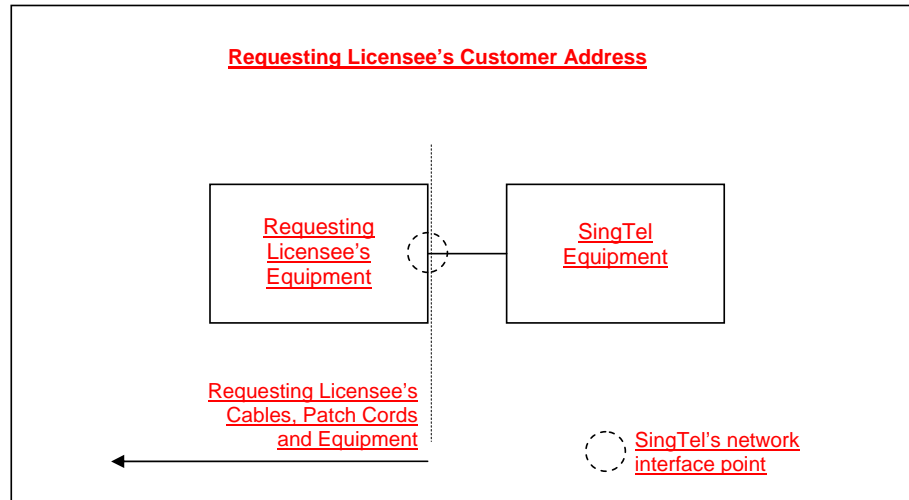 Requesting Licensee’s Customer Address
Requesting
Licensee’s
Equipment
SingTel
Equipment
Requesting Licensee’s
Cables, Patch Cords
and Equipment
SingTel’s network
interface point